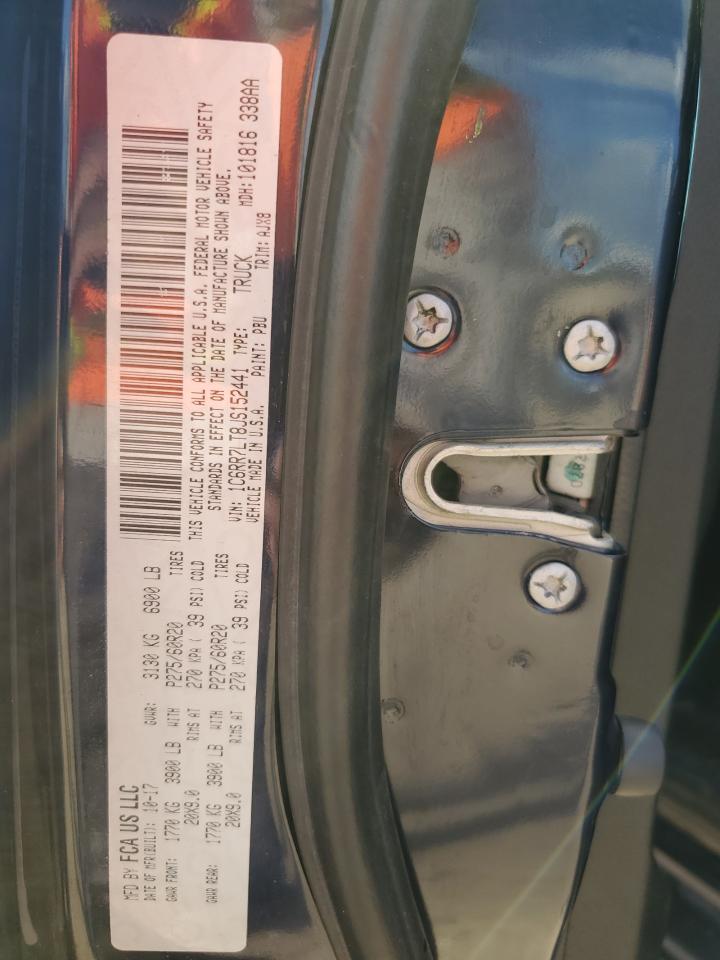 MFD BY FCA US LLC
DATE OF MFR(BUILT): 10-17 GVWR: 3130 KG 6900 LB
GAWR FRONT: 1770 KG 3900 LB WITH P275/60R20 TIRES
20X9.0 RIMS AT 270 KPA ( 39 PSI) COLD
GAWR REAR: 1770 KG 3900 LB WITH P275/60R20 TIRES
20X9.0 RIMS AT 270 KPA ( 39 PSI) COLD
THIS VEHICLE CONFORMS TO ALL APPLICABLE U.S.A. FEDERAL MOTOR VEHICLE SAFETY
STANDARDS IN EFFECT ON THE DATE OF MANUFACTURE SHOWN ABOVE.
VIN: 1C6RR7LT8JS152441 TYPE: TRUCK MDH:101816 338AA
VEHICLE MADE IN U.S.A. PAINT: PBU TRIM: AJX8